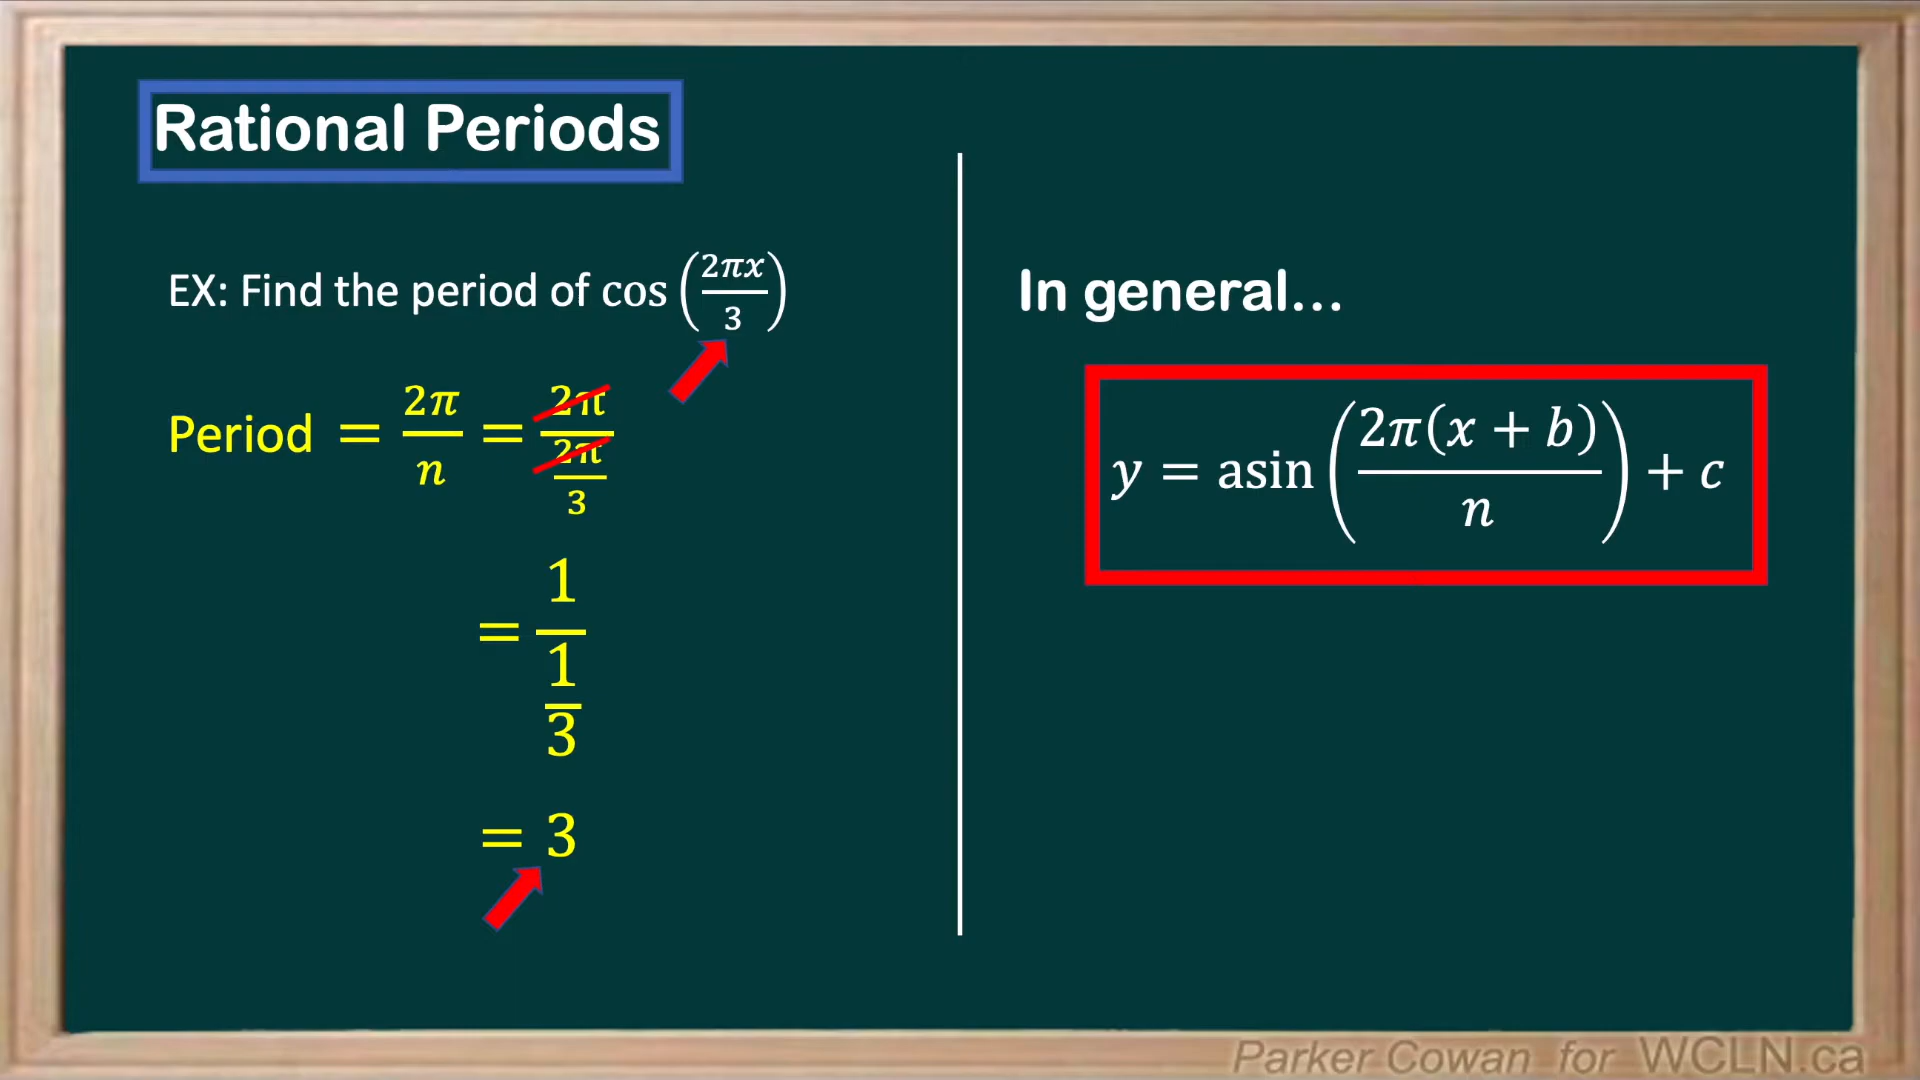 Rational Periods
EX: Find the period of cos (2πx/3)
Period = 2π/n = 2π/(2π/3)
= 1/(1/3)
= 3
In general...
y = asin (2π(x + b)/n) + c
Parker Cowan for WCLN.ca